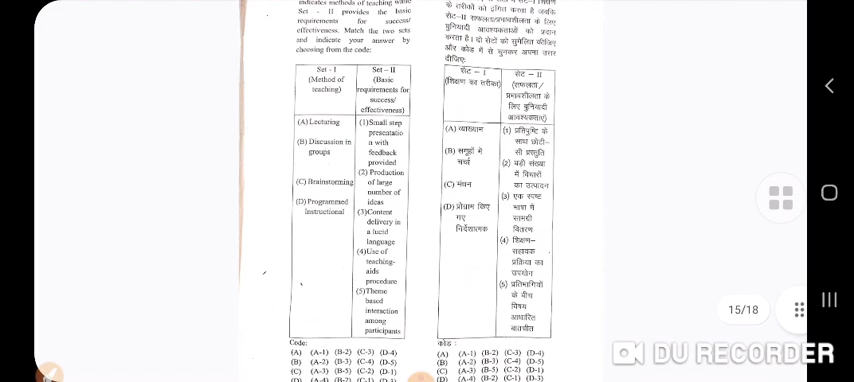 indicates methods of teaching while
Set - II provides the basic
requirements for success/
effectiveness. Match the two sets
and indicate your answer by
choosing from the code:
Set - I
(Method of
teaching)
Set – II
(Basic
requirements for
success/
effectiveness)
(A) Lecturing
(B) Discussion in
groups
(C) Brainstorming
(D) Programmed
Instructional
(1)Small step
presentatio
n with
feedback
provided
(2) Production
of large
number of
ideas
(3)Content
delivery in
a lucid
language
(4)Use of
teaching-
aids
procedure
(5)Theme
based
interaction
among
participants
Code:
(A) (A-1) (B-2) (C-3) (D-4)
(B) (A-2) (B-3) (C-4) (D-5)
(C) (A-3) (B-5) (C-2) (D-1)
(D) (A-4) (B-2) (C-1) (D-3)
के तरीकों को इंगित करता है जबकि
सेट-II सफलता/प्रभावशीलता के लिए
बुनियादी आवश्यकताओं को प्रदान
करता है। दो सेटों को सुमेलित कीजिए
और कोड में से चुनकर अपना उत्तर
दीजिए:
सेट – I
(शिक्षण का तरीका)
सेट – II
(सफलता/
प्रभावशीलता के
लिए बुनियादी
आवश्यकताएं)
(A) व्याख्यान
(B) समूहों में
चर्चा
(C) मंथन
(D) प्रोग्राम किए
गए
निर्देशात्मक
(1) प्रतिपुष्टि के
साथ छोटी-
सी प्रस्तुति
(2) बड़ी संख्या
में विचारों
का उत्पादन
(3) एक स्पष्ट
भाषा में
सामग्री
वितरण
(4) शिक्षण-
सहायक
प्रक्रिया का
उपयोग
(5) प्रतिभागियों
के बीच
विषय
आधारित
बातचीत
कोड :
(A) (A-1) (B-2) (C-3) (D-4)
(B) (A-2) (B-3) (C-4) (D-5)
(C) (A-3) (B-5) (C-2) (D-1)
(D) (A-4) (B-2) (C-1) (D-3)
15/18
DU RECORDER